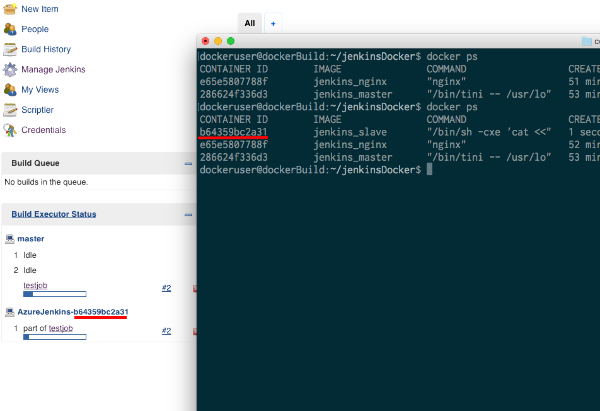 New Item
People
Build History
Manage Jenkins
My Views
Scriptler
Credentials
Build Queue
No builds in the queue.
Build Executor Status
master
1 Idle
2 Idle
testjob #2
AzureJenkins-b64359bc2a31
1 part of testjob #2
All +
dockeruser@dockerBuild:~/jenkinsDocker$ docker ps
CONTAINER ID IMAGE COMMAND CREATE
e65e5807788f jenkins_nginx "nginx" 51 min
286624f336d3 jenkins_master "/bin/tini -- /usr/lo" 53 min
dockeruser@dockerBuild:~/jenkinsDocker$ docker ps
CONTAINER ID IMAGE COMMAND CREATE
b64359bc2a31 jenkins_slave "/bin/sh -cxe 'cat <<" 1 seco
e65e5807788f jenkins_nginx "nginx" 52 min
286624f336d3 jenkins_master "/bin/tini -- /usr/lo" 53 min
dockeruser@dockerBuild:~/jenkinsDocker$